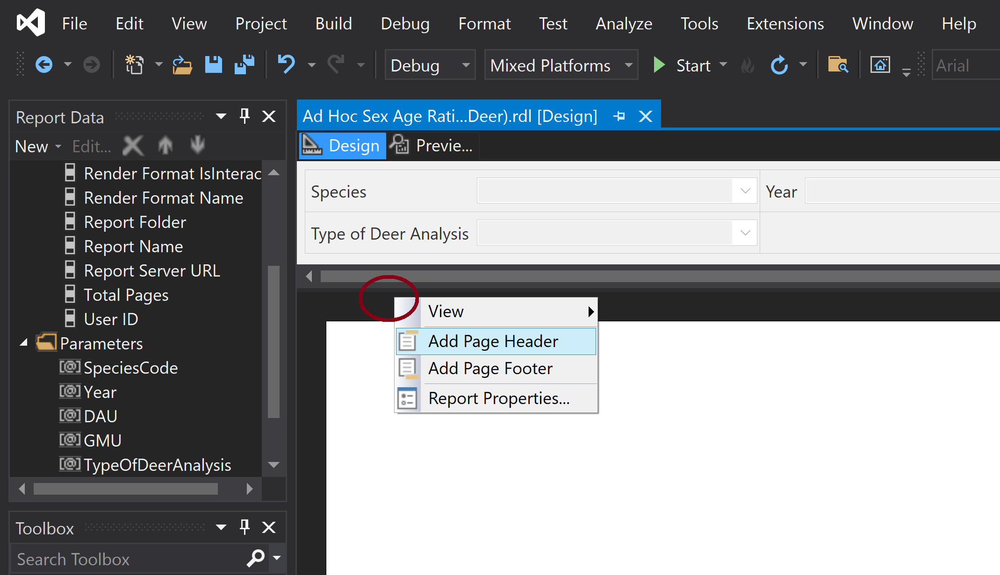 File Edit View Project Build Debug Format Test Analyze Tools Extensions Window Help
Debug Mixed Platforms Start Arial
Report Data
New Edit...
Render Format IsInterac
Render Format Name
Report Folder
Report Name
Report Server URL
Total Pages
User ID
Parameters
[@] SpeciesCode
[@] Year
[@] DAU
[@] GMU
[@] TypeOfDeerAnalysis
Toolbox
Search Toolbox
Ad Hoc Sex Age Rati...Deer).rdl [Design]
Design Previe...
Species Year
Type of Deer Analysis
View
Add Page Header
Add Page Footer
Report Properties...